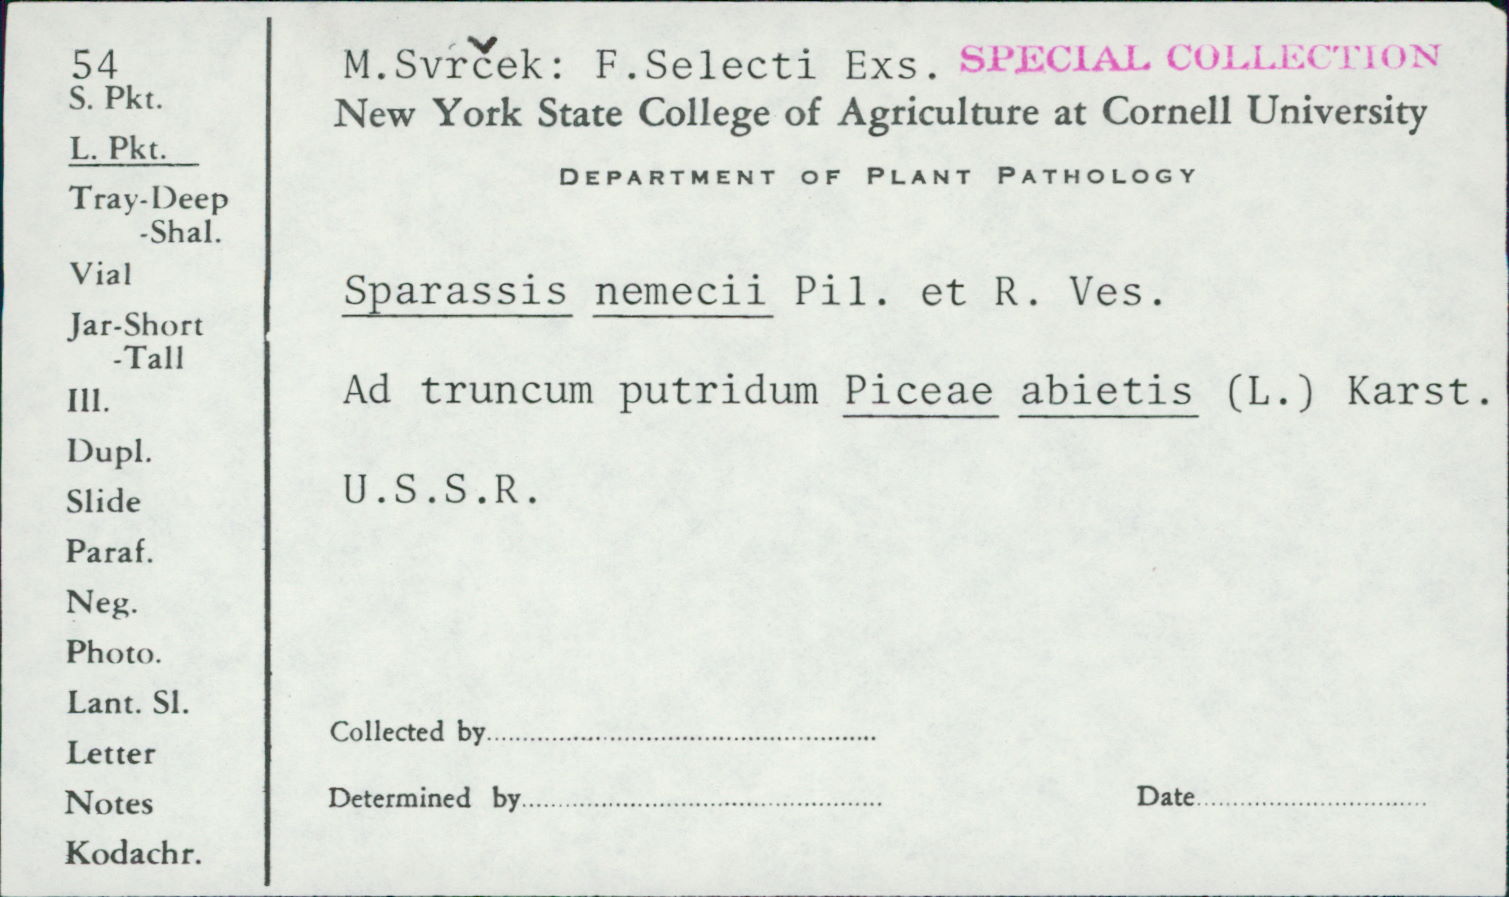 54
S. Pkt.
L. Pkt.
Tray-Deep
-Shal.
Vial
Jar-Short
-Tall
Ill.
Dupl.
Slide
Paraf.
Neg.
Photo.
Lant. Sl.
Letter
Notes
Kodachr.
M.Svrček: F.Selecti Exs. SPECIAL COLLECTION
New York State College of Agriculture at Cornell University
DEPARTMENT OF PLANT PATHOLOGY
Sparassis nemecii Pil. et R. Ves.
Ad truncum putridum Piceae abietis (L.) Karst.
U.S.S.R.
Collected by
Determined by Date